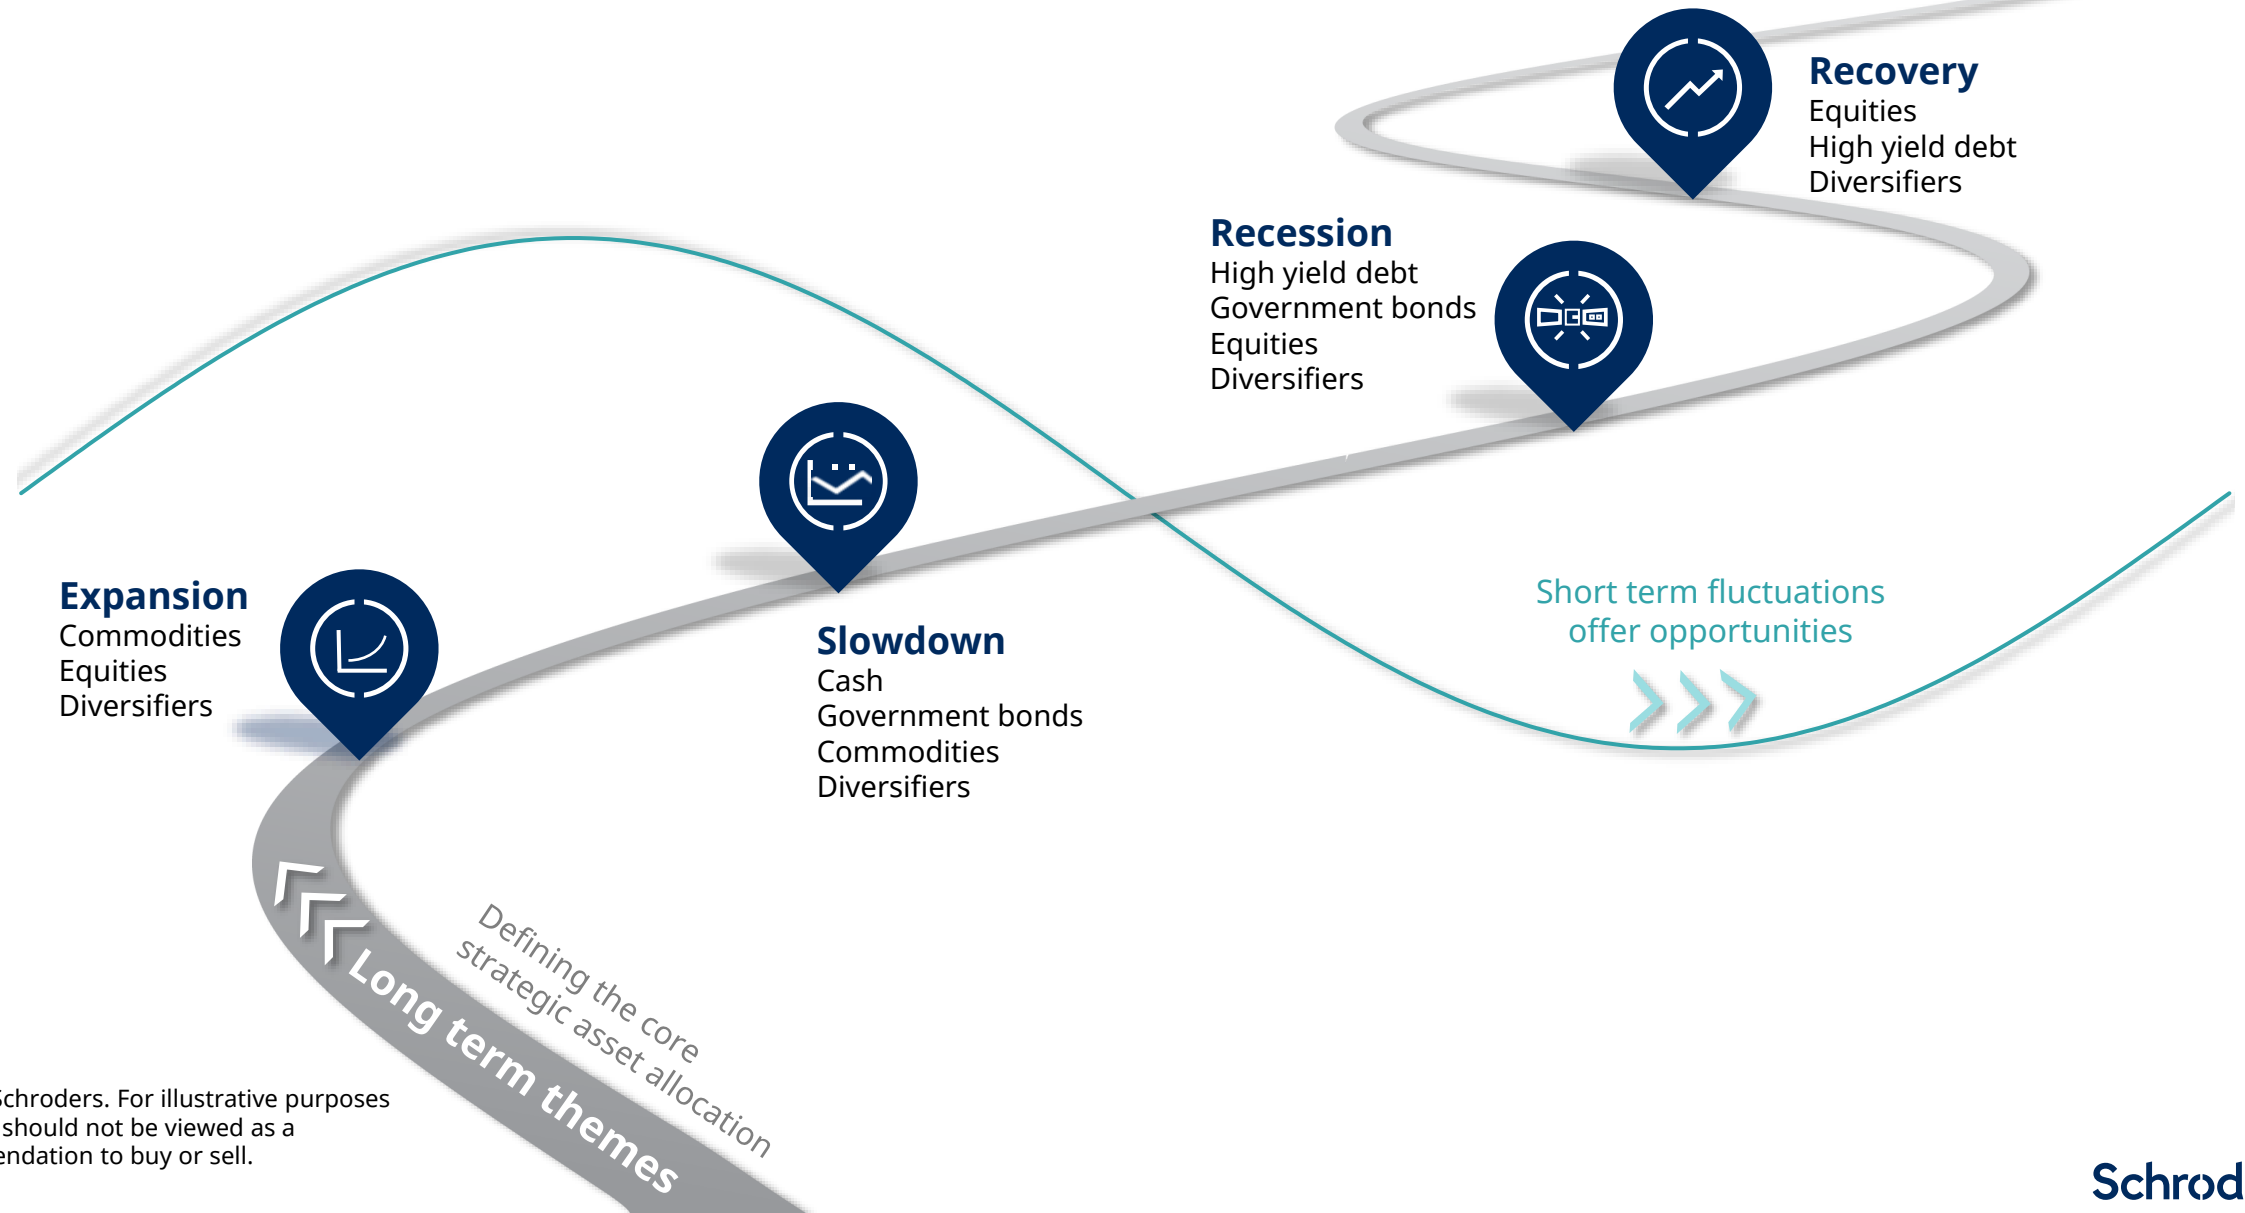 Recovery
Equities
High yield debt
Diversifiers
Recession
High yield debt
Government bonds
Equities
Diversifiers
Expansion
Commodities
Equities
Diversifiers
Slowdown
Cash
Government bonds
Commodities
Diversifiers
Short term fluctuations
offer opportunities
Defining the core
strategic asset allocation
Long term themes
Schroders. For illustrative purposes
should not be viewed as a
endation to buy or sell.
Schrod